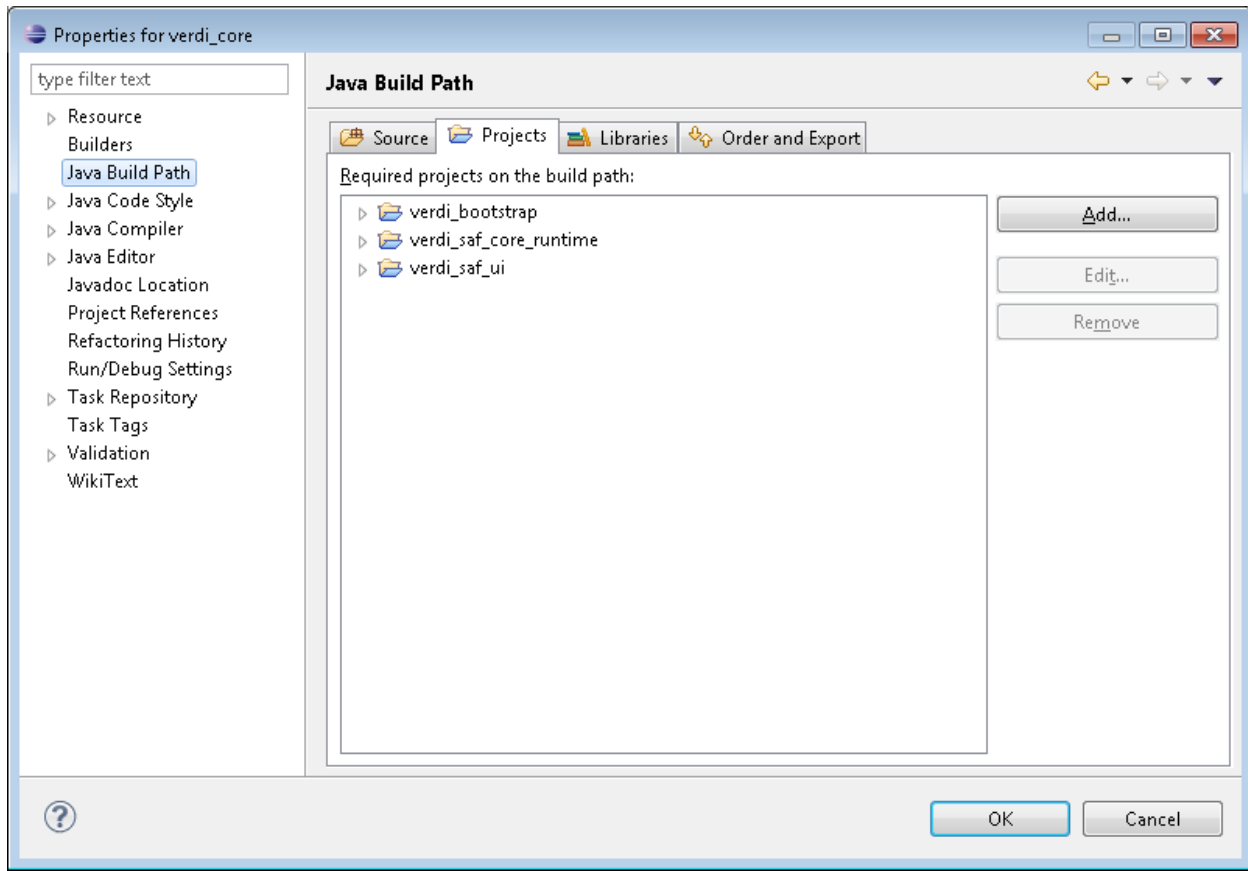 Properties for verdi_core
type filter text
Resource
Builders
Java Build Path
Java Code Style
Java Compiler
Java Editor
Javadoc Location
Project References
Refactoring History
Run/Debug Settings
Task Repository
Task Tags
Validation
WikiText
Java Build Path
Source Projects Libraries Order and Export
Required projects on the build path:
verdi_bootstrap
verdi_saf_core_runtime
verdi_saf_ui
Add...
Edit...
Remove
?
OK Cancel